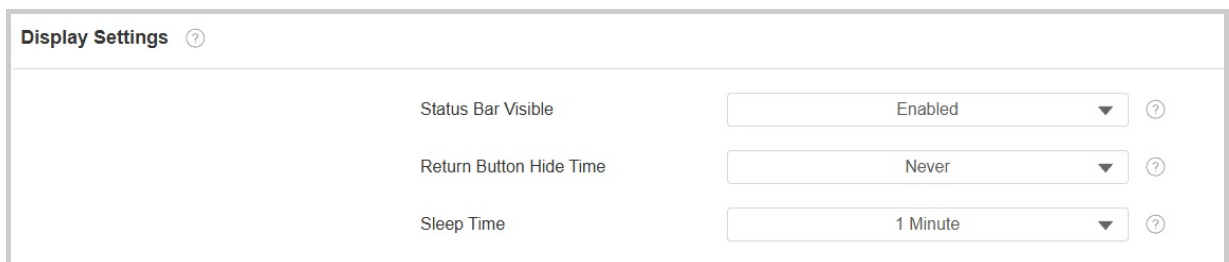 Display Settings ?
Status Bar Visible Enabled ?
Return Button Hide Time Never ?
Sleep Time 1 Minute ?